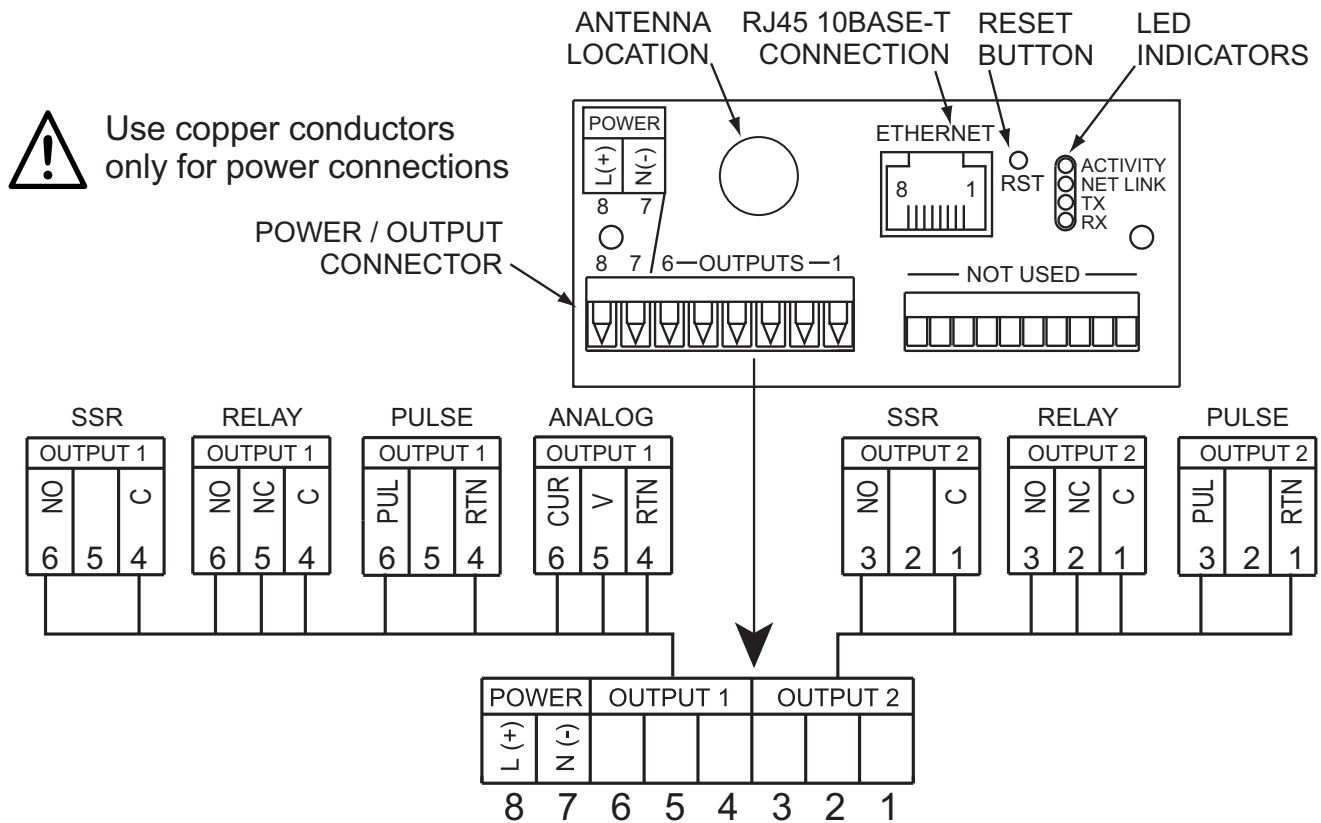 ANTENNA
LOCATION
RJ45 10BASE-T
CONNECTION
RESET
BUTTON
LED
INDICATORS
Use copper conductors
only for power connections
POWER
L(+)
N(-)
8 7
ETHERNET
8 1
RST
ACTIVITY
NET LINK
TX
RX
POWER / OUTPUT
CONNECTOR
8 7 6 OUTPUTS 1
NOT USED
SSR
OUTPUT 1
NO C
6 5 4
RELAY
OUTPUT 1
NO NC C
6 5 4
PULSE
OUTPUT 1
PUL RTN
6 5 4
ANALOG
OUTPUT 1
CUR V RTN
6 5 4
SSR
OUTPUT 2
NO C
3 2 1
RELAY
OUTPUT 2
NO NC C
3 2 1
PULSE
OUTPUT 2
PUL RTN
3 2 1
POWER OUTPUT 1 OUTPUT 2
L (+) N (-)
8 7 6 5 4 3 2 1